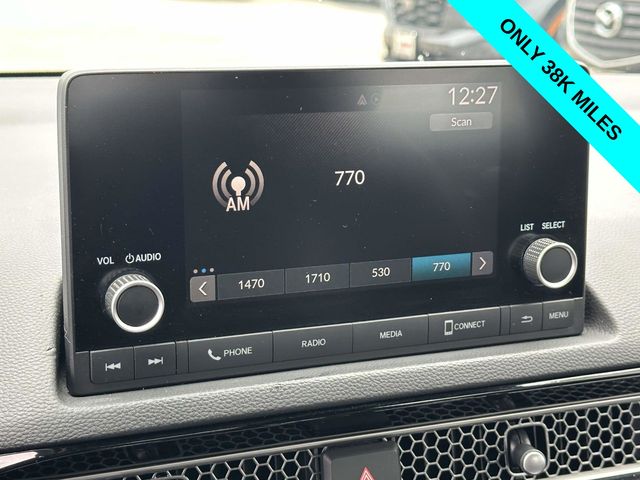 ONLY 38K MILES
12:27
Scan
770
AM
VOL
AUDIO
LIST
SELECT
1470
1710
530
770
PHONE
RADIO
MEDIA
CONNECT
MENU